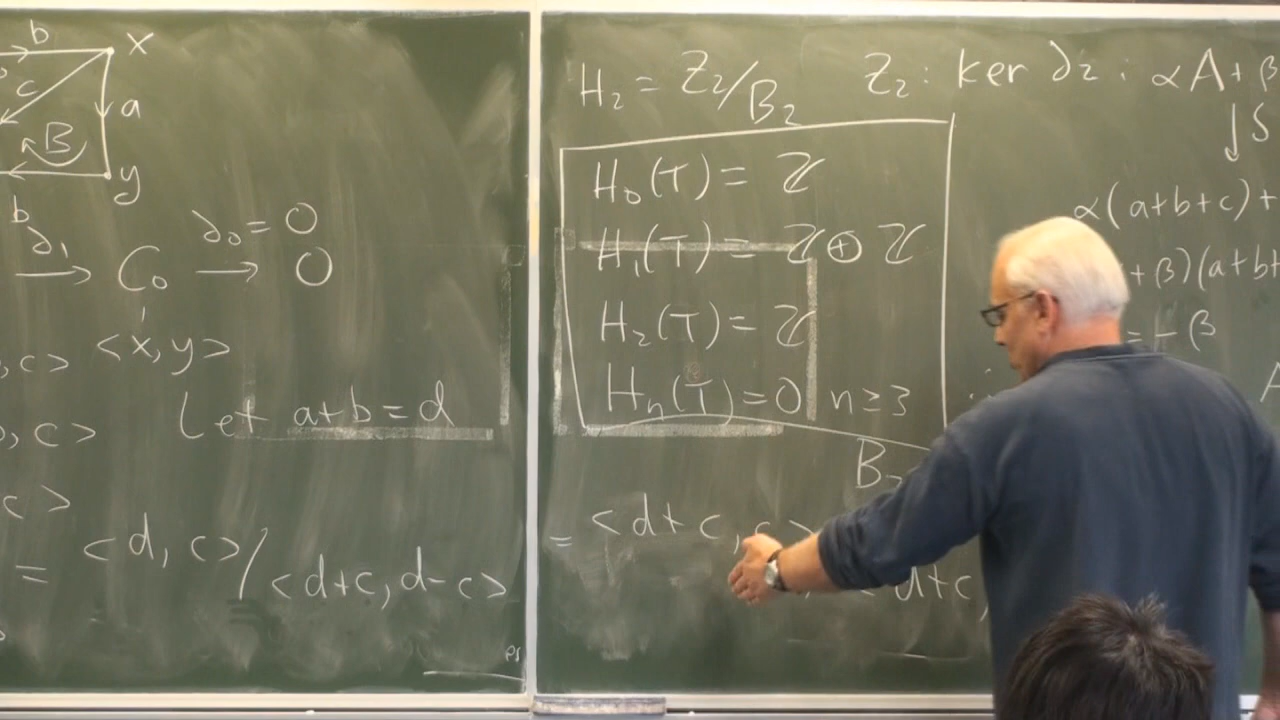 b
x
c
a
B
y
b
∂₁ ∂₀ = 0
→ C₀ → 0
<x, y>
, c>
, c>
c>
Let a+b = d
= <d, c> / <d+c, d-c>
H₂ = Z₂/B₂
Z₂ : ker ∂₂ : αA + β
↓ S
H₀(T) = ℤ
H₁(T) = ℤ ⊕ ℤ
H₂(T) = ℤ
Hₙ(T) = 0 n ≥ 3
α(a+b+c) +
+ β)(a+b+
= - β
A
B
= <d + c, c>
d+c,